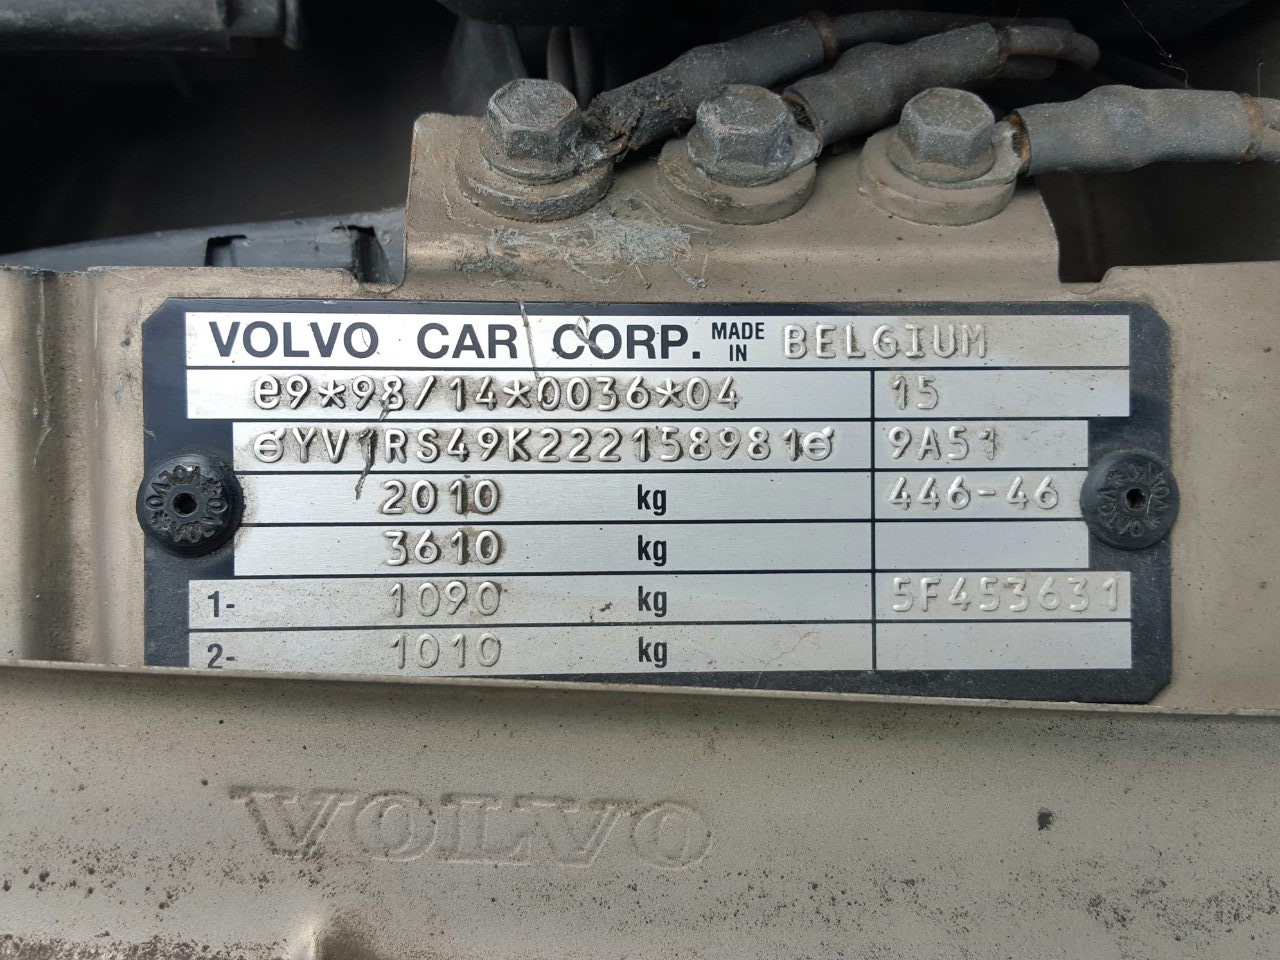 VOLVO CAR CORP. MADE IN BELGIUM
e9*98/14*0036*04 15
YV1RS49K222158981 9A51
2010 kg 446-46
3610 kg
1- 1090 kg 5F453631
2- 1010 kg
VOLVO